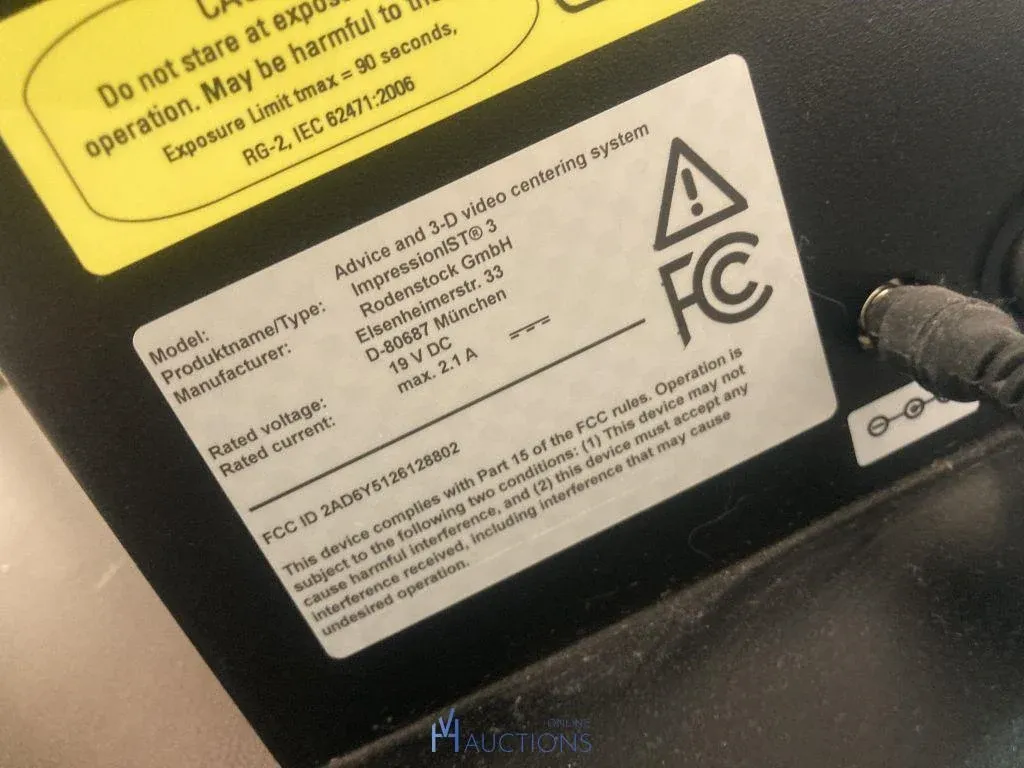 Do not stare at exposed
operation. May be harmful to the
Exposure Limit tmax = 90 seconds,
RG-2, IEC 62471:2006
Model: Advice and 3-D video centering system
Produktname/Type: ImpressionIST® 3
Manufacturer: Rodenstock GmbH
Elsenheimerstr. 33
D-80687 München
Rated voltage: 19 V DC
Rated current: max. 2.1 A
FC
FCC ID 2AD6Y5126128802
This device complies with Part 15 of the FCC rules. Operation is
subject to the following two conditions: (1) This device may not
cause harmful interference, and (2) this device must accept any
interference received, including interference that may cause
undesired operation.
ONLINE
AUCTIONS